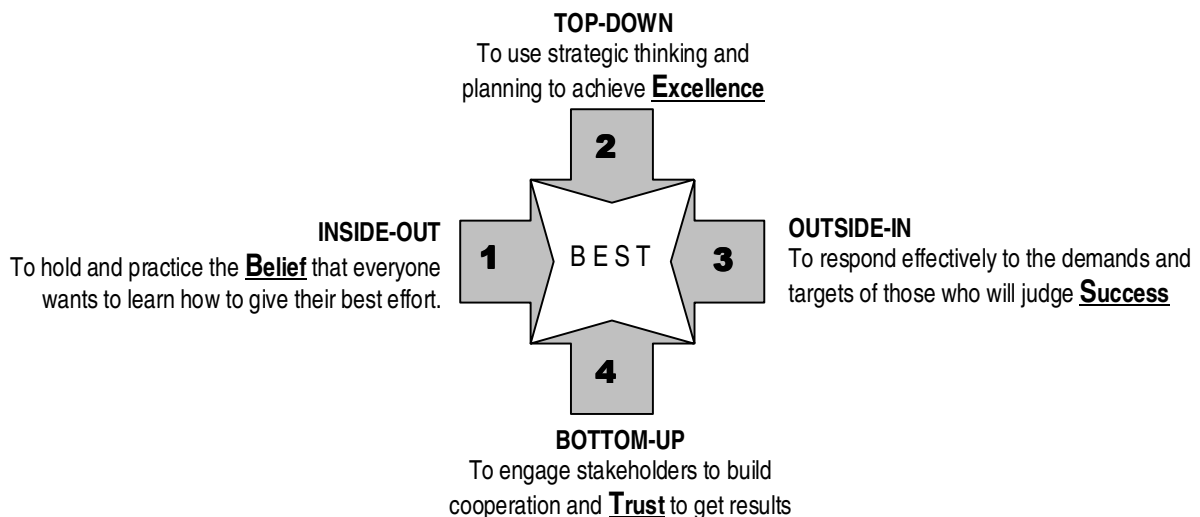 TOP-DOWN
To use strategic thinking and
planning to achieve Excellence
2
INSIDE-OUT
To hold and practice the Belief that everyone
wants to learn how to give their best effort.
1
BEST
3
OUTSIDE-IN
To respond effectively to the demands and
targets of those who will judge Success
4
BOTTOM-UP
To engage stakeholders to build
cooperation and Trust to get results